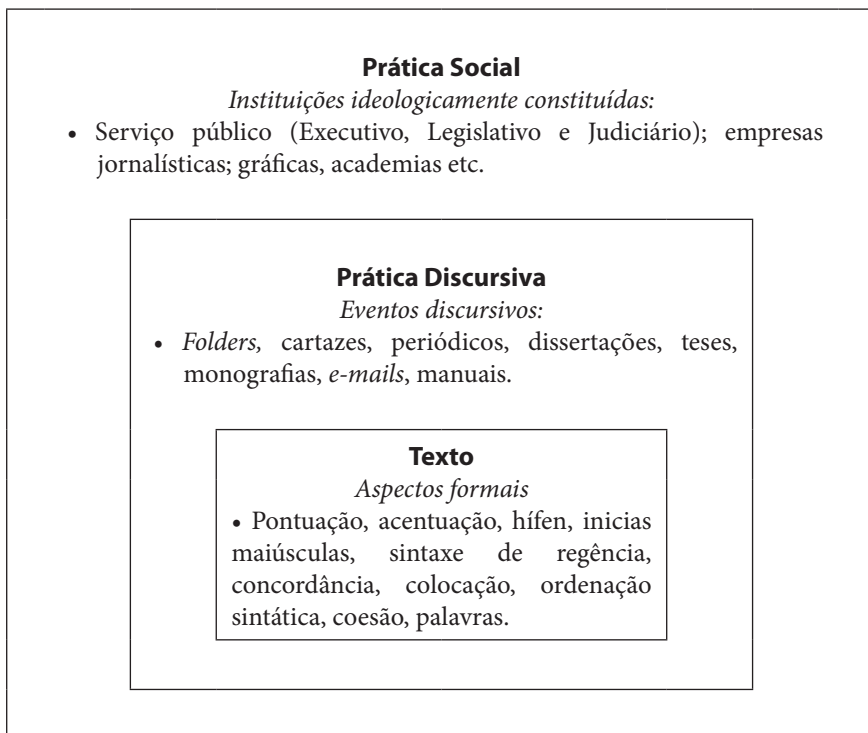 Prática Social
Instituições ideologicamente constituídas:
• Serviço público (Executivo, Legislativo e Judiciário); empresas
jornalísticas; gráficas, academias etc.
Prática Discursiva
Eventos discursivos:
• Folders, cartazes, periódicos, dissertações, teses,
monografias, e-mails, manuais.
Texto
Aspectos formais
• Pontuação, acentuação, hífen, inicias
maiúsculas, sintaxe de regência,
concordância, colocação, ordenação
sintática, coesão, palavras.